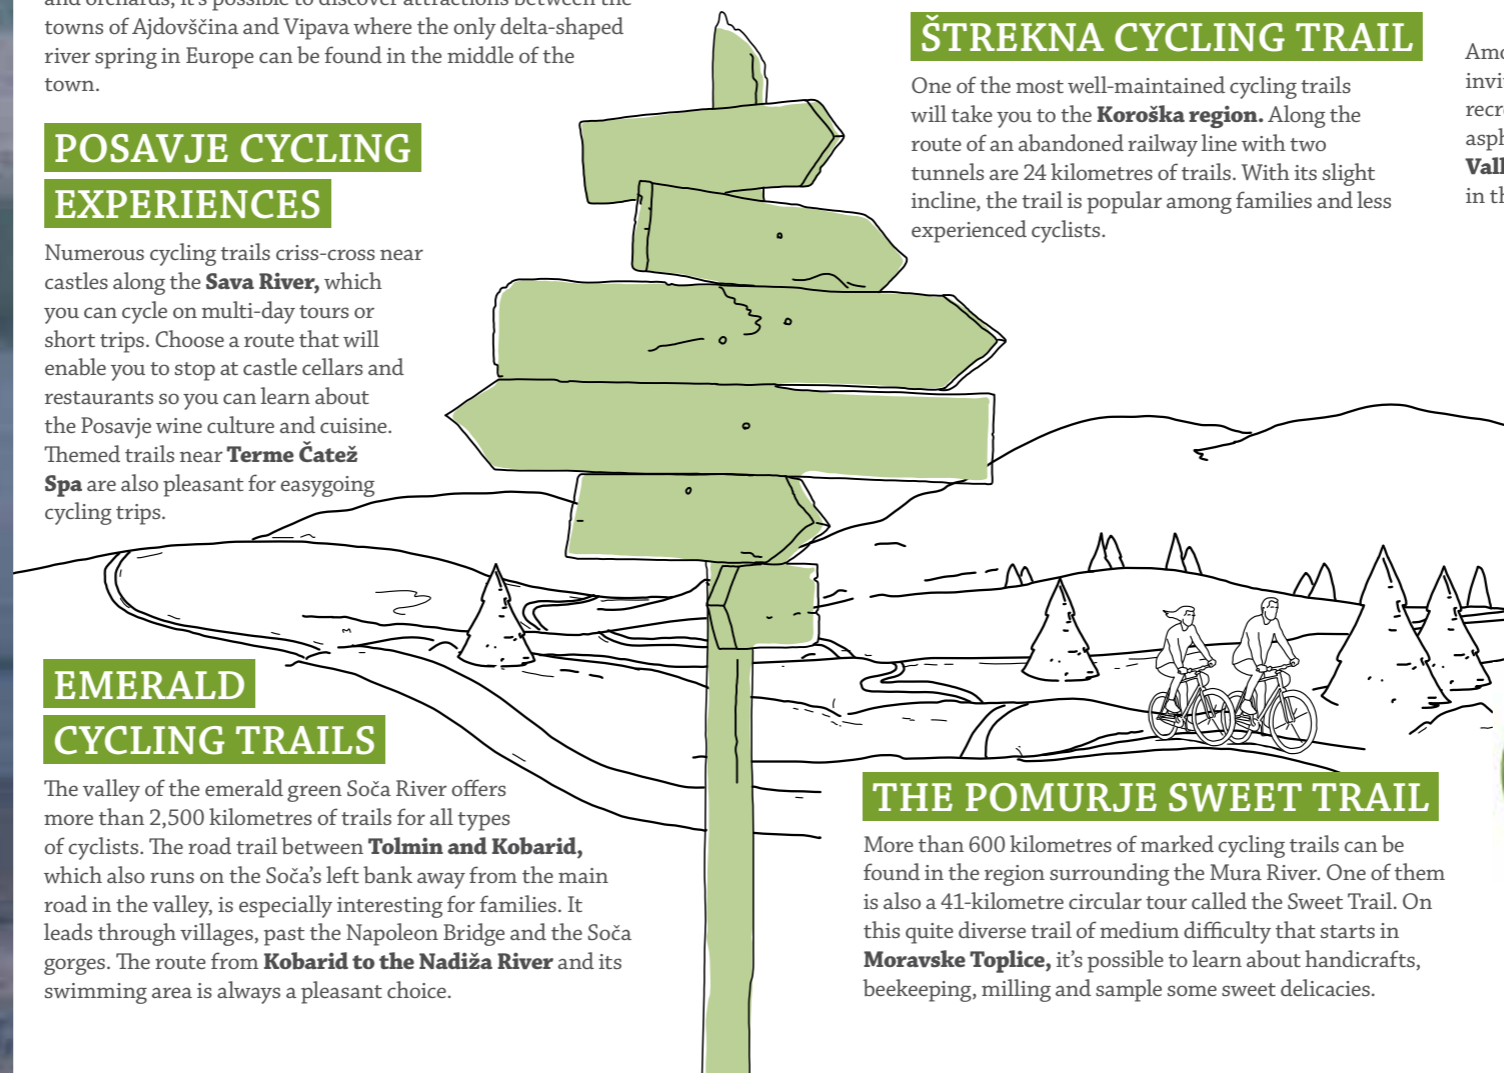 and orchards, it's possible to discover attractions between the
towns of Ajdovščina and Vipava where the only delta-shaped
river spring in Europe can be found in the middle of the
town.
POSAVJE CYCLING
EXPERIENCES
Numerous cycling trails criss-cross near
castles along the Sava River, which
you can cycle on multi-day tours or
short trips. Choose a route that will
enable you to stop at castle cellars and
restaurants so you can learn about
the Posavje wine culture and cuisine.
Themed trails near Terme Čatež
Spa are also pleasant for easygoing
cycling trips.
EMERALD
CYCLING TRAILS
The valley of the emerald green Soča River offers
more than 2,500 kilometres of trails for all types
of cyclists. The road trail between Tolmin and Kobarid,
which also runs on the Soča’s left bank away from the main
road in the valley, is especially interesting for families. It
leads through villages, past the Napoleon Bridge and the Soča
gorges. The route from Kobarid to the Nadiža River and its
swimming area is always a pleasant choice.
ŠTREKNA CYCLING TRAIL
One of the most well-maintained cycling trails
will take you to the Koroška region. Along the
route of an abandoned railway line with two
tunnels are 24 kilometres of trails. With its slight
incline, the trail is popular among families and less
experienced cyclists.
THE POMURJE SWEET TRAIL
More than 600 kilometres of marked cycling trails can be
found in the region surrounding the Mura River. One of them
is also a 41-kilometre circular tour called the Sweet Trail. On
this quite diverse trail of medium difficulty that starts in
Moravske Toplice, it’s possible to learn about handicrafts,
beekeeping, milling and sample some sweet delicacies.